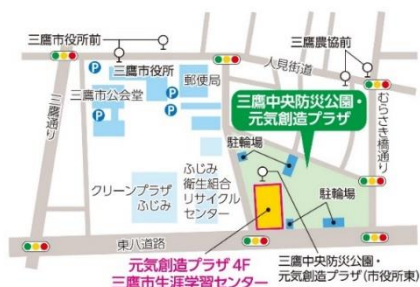 三鷹市役所前
三鷹農協前
人見街道
三鷹市役所
郵便局
P
P
P
P
三鷹市公会堂
三鷹通り
むらさき橋通り
三鷹中央防災公園・
元気創造プラザ
駐輪場
クリーンプラザ
ふじみ
ふじみ
衛生組合
リサイクル
センター
駐輪場
東八道路
元気創造プラザ 4F
三鷹市生涯学習センター
三鷹中央防災公園・
元気創造プラザ(市役所東)